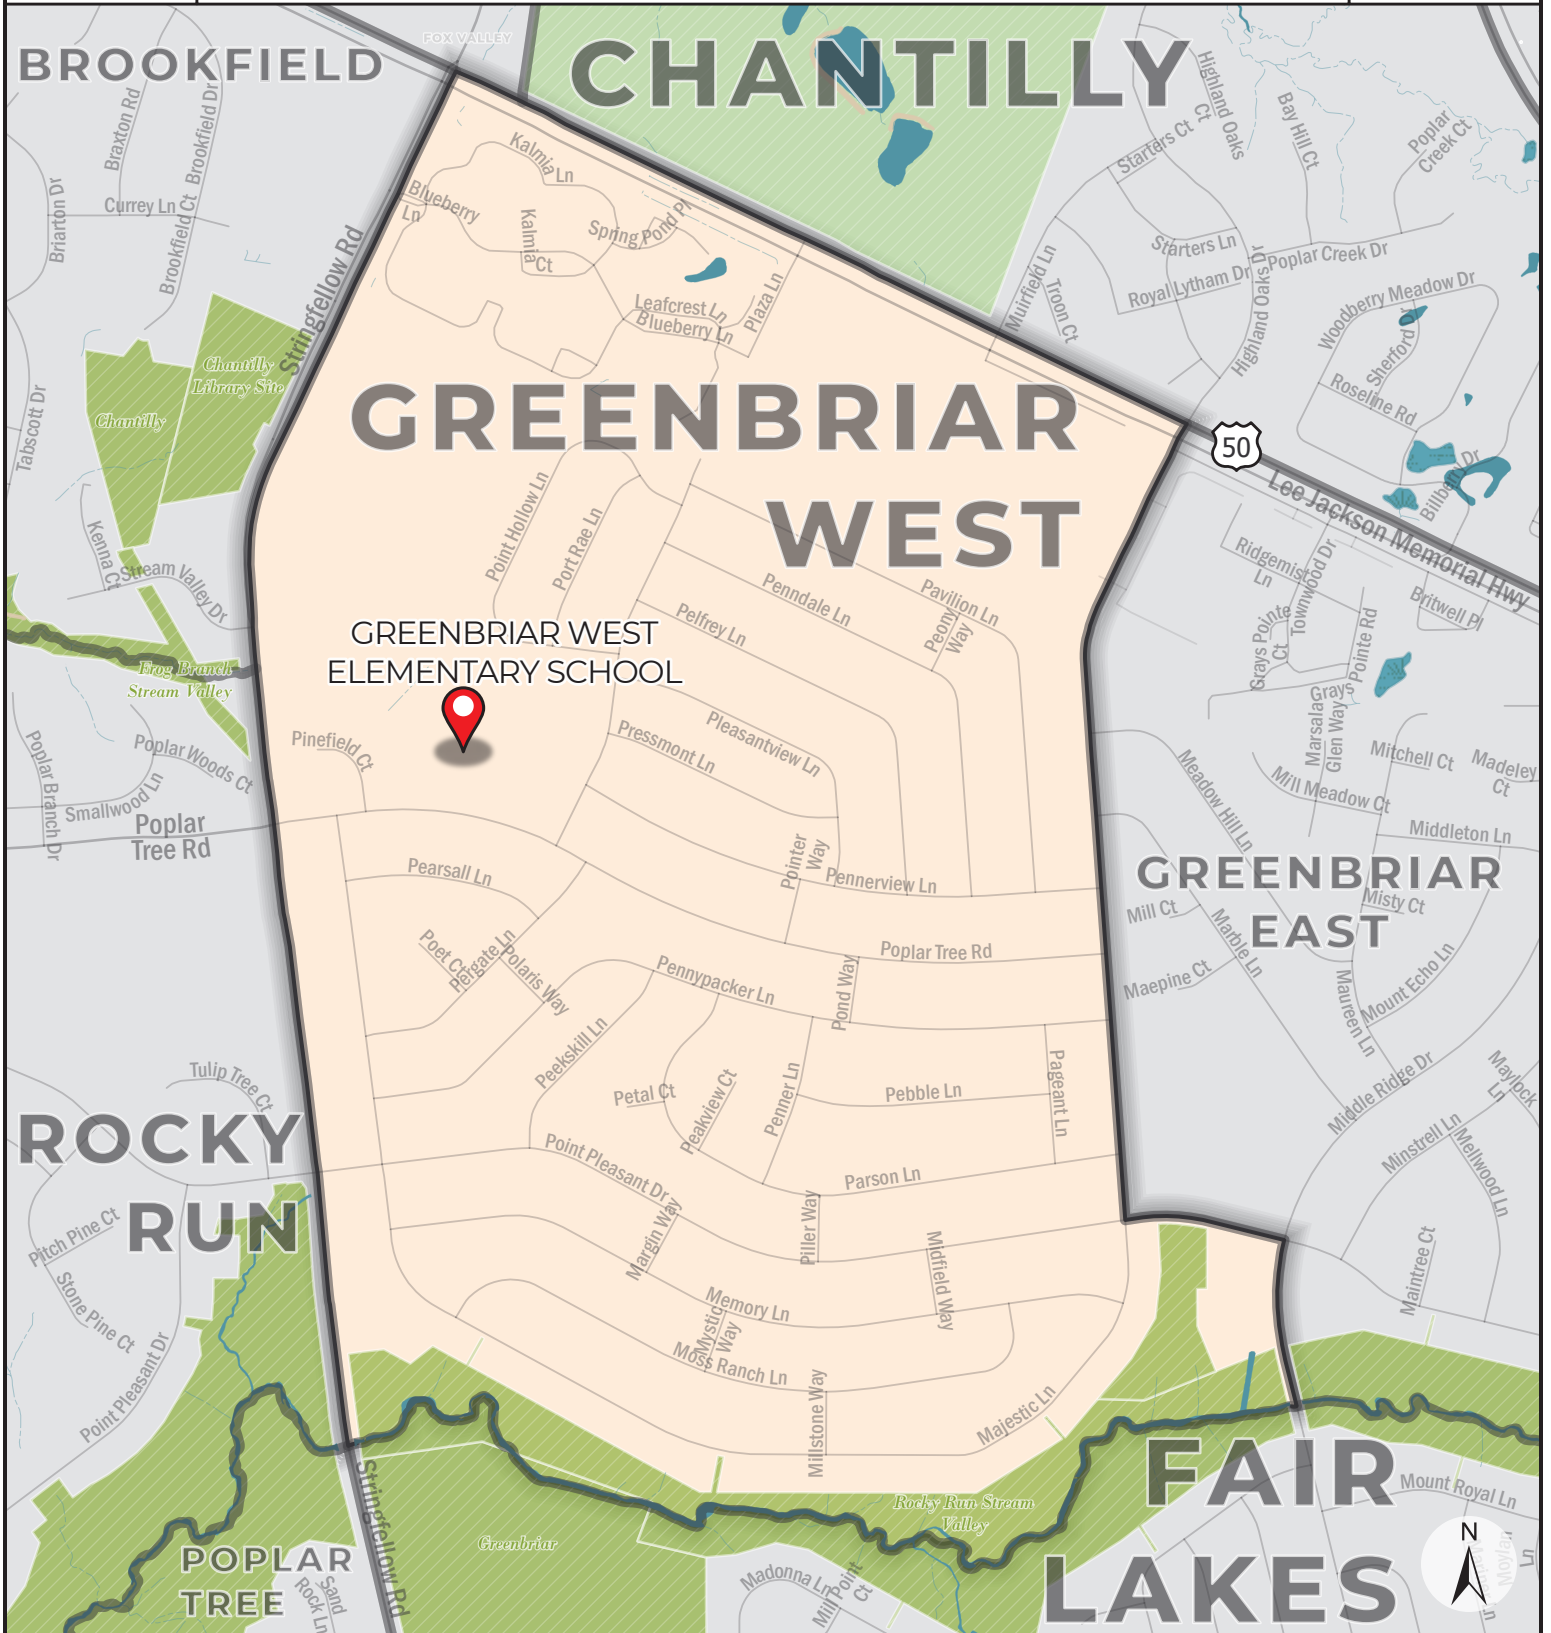 FOX VALLEY
BROOKFIELD
CHANTILLY
Braxton Rd
Brookfield Dr
Briarton Dr
Currey Ln
Brookfield Ct
Stringfellow Rd
Kalmia Ln
Blueberry
Ln
Kalmia
Ct
Spring Pond Pl
Leafcrest Ln
Blueberry Ln
Plaza Ln
Highland Oaks
Ct
Starters Ct
Bay Hill Ct
Poplar
Creek Ct
Starters Ln
Poplar Creek Dr
Royal Lytham Dr
Muirfield Ln
Troon Ct
Highland Oaks Dr
Woodberry Meadow Dr
Sherford Dr
Roseline Rd
Billberry Dr
Chantilly
Library Site
Chantilly
Tabscott Dr
GREENBRIAR
WEST
50
Lee Jackson Memorial Hwy
Kenna Ct
Stream Valley Dr
Point Hollow Ln
Port Rae Ln
Penndale Ln
Pavilion Ln
Pelfrey Ln
Peony
Way
Ridgemist
Ln
Townwood Dr
Britwell Pl
Grays Pointe
Ct
Grays Pointe Rd
GREENBRIAR WEST
ELEMENTARY SCHOOL
Frog Branch
Stream Valley
Pinefield Ct
Pressmont Ln
Pleasantview Ln
Marsala
Glen Way
Mitchell Ct
Madeley
Ct
Mill Meadow Ct
Meadow Hill Ln
Middleton Ln
Poplar Branch Dr
Poplar Woods Ct
Smallwood Ln
Poplar
Tree Rd
Pearsall Ln
Pointer
Way
Pennerview Ln
GREENBRIAR
EAST
Misty Ct
Mill Ct
Marble Ln
Maepine Ct
Maureen Ln
Mount Echo Ln
Poet Ct
Pergate Ln
Polaris Way
Poplar Tree Rd
Pennypacker Ln
Pond Way
Peekskill Ln
Petal Ct
Peakview Ct
Penner Ln
Pebble Ln
Pageant Ln
Middle Ridge Dr
Maylock
Ln
Minstrell Ln
Mellwood Ln
Tulip Tree Ct
ROCKY
RUN
Point Pleasant Dr
Parson Ln
Pitch Pine Ct
Stone Pine Ct
Margin Way
Piller Way
Midfield Way
Maintree Ct
Memory Ln
Mystic
Way
Moss Ranch Ln
Millstone Way
Majestic Ln
Point Pleasant Dr
Stringfellow Rd
Rocky Run Stream
Valley
Greenbriar
FAIR
LAKES
Mount Royal Ln
POPLAR
TREE
Sand
Rock Ln
Madonna Ln
Mill Point
Ct
N